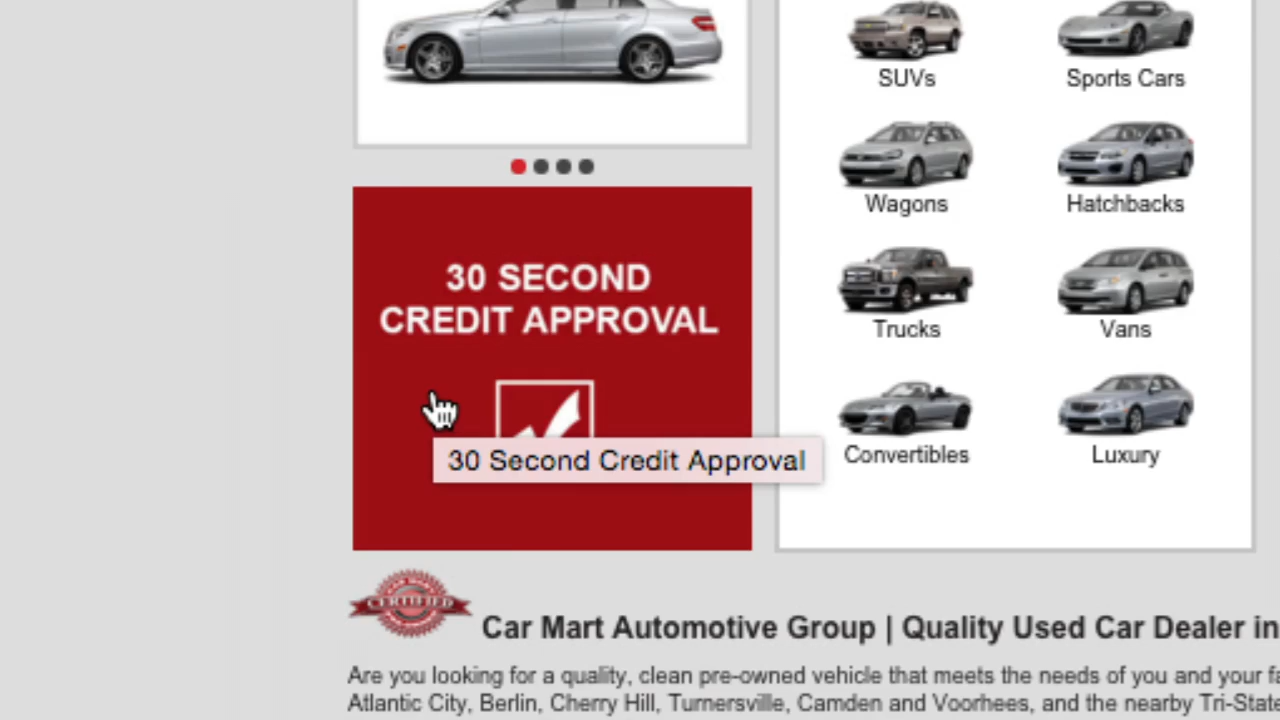 SUVs
Sports Cars
Wagons
Hatchbacks
Trucks
Vans
Convertibles
Luxury
30 SECOND
CREDIT APPROVAL
30 Second Credit Approval
CERTIFIED
Car Mart Automotive Group | Quality Used Car Dealer in
Are you looking for a quality, clean pre-owned vehicle that meets the needs of you and your fa
Atlantic City, Berlin, Cherry Hill, Turnersville, Camden and Voorhees, and the nearby Tri-State